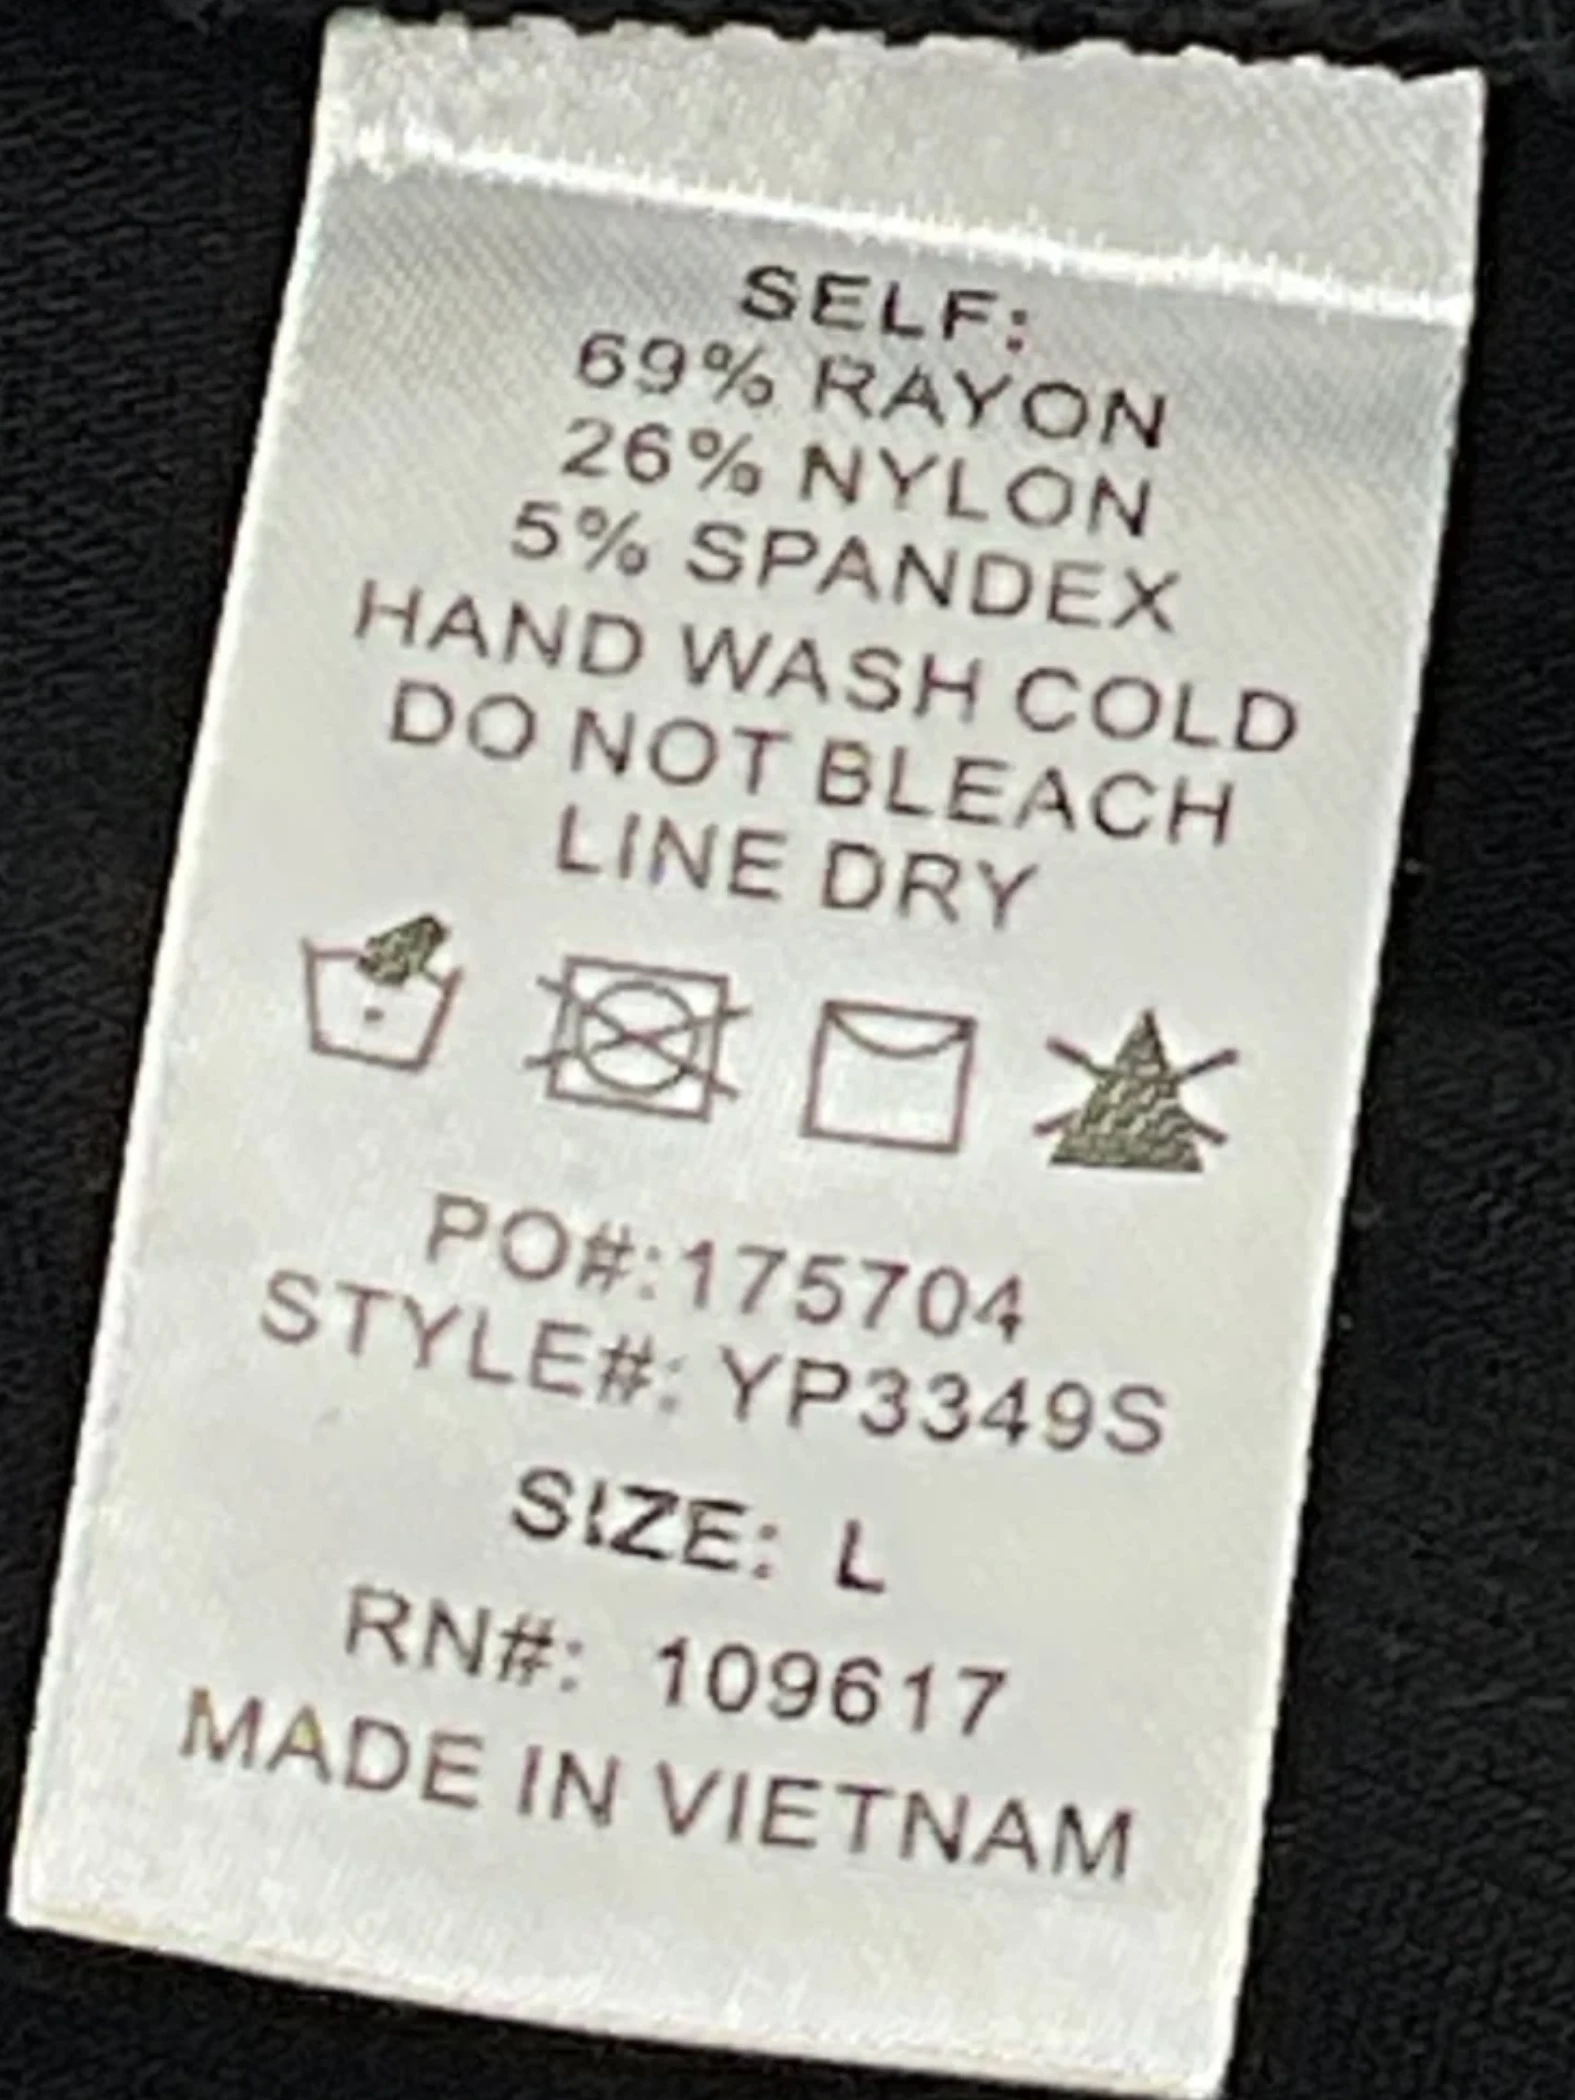 SELF:
69% RAYON
26% NYLON
5% SPANDEX
HAND WASH COLD
DO NOT BLEACH
LINE DRY
PO#:175704
STYLE#: YP3349S
SIZE: L
RN#: 109617
MADE IN VIETNAM